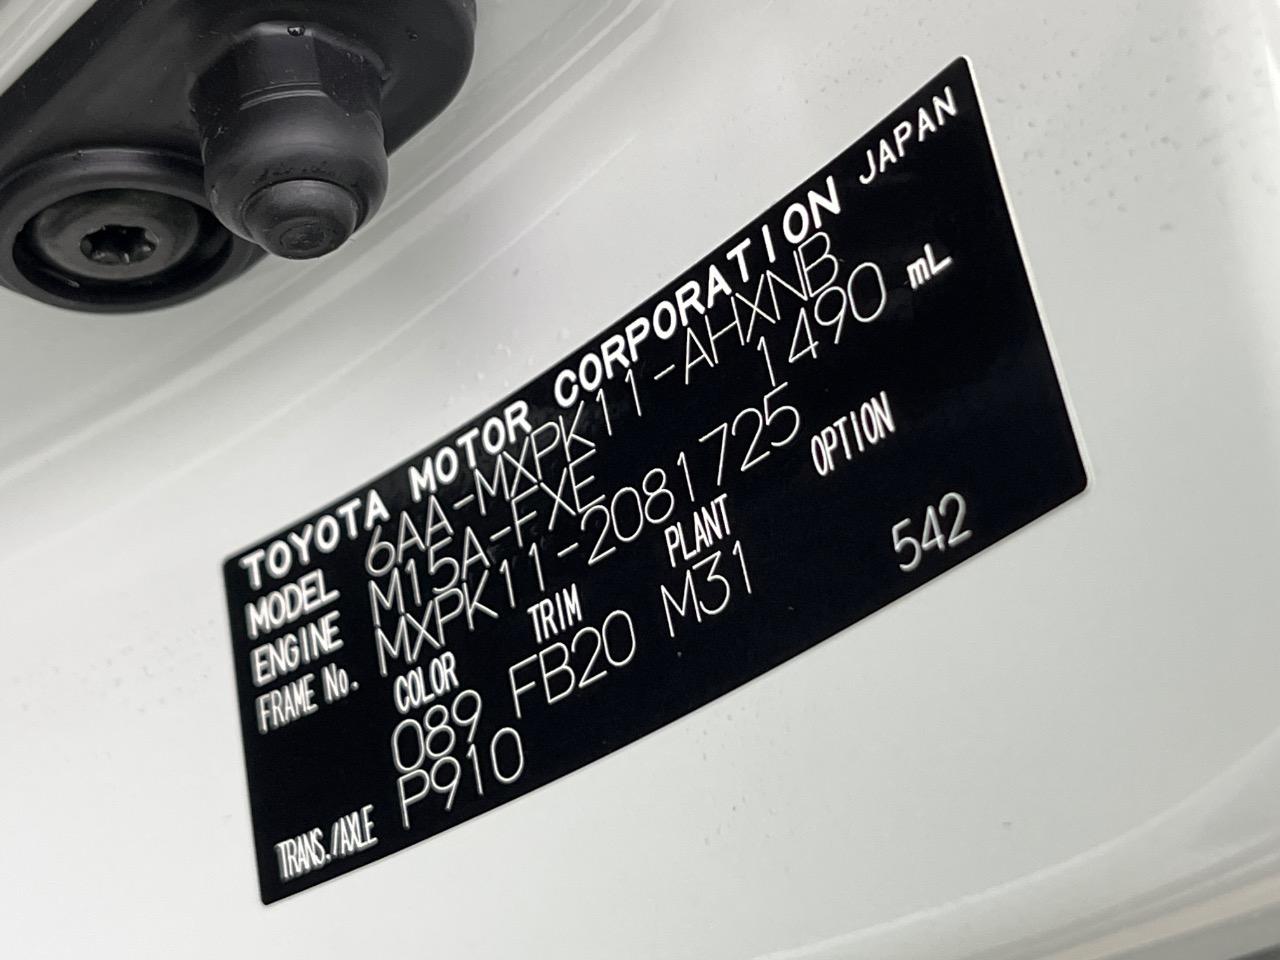 TOYOTA MOTOR CORPORATION JAPAN
MODEL 6AA-MXPK11-AHXNB
ENGINE M15A-FXE 1490 mL
FRAME No. MXPK11-2081725
COLOR TRIM PLANT OPTION
089 FB20 M31 542
TRANS./AXLE P910